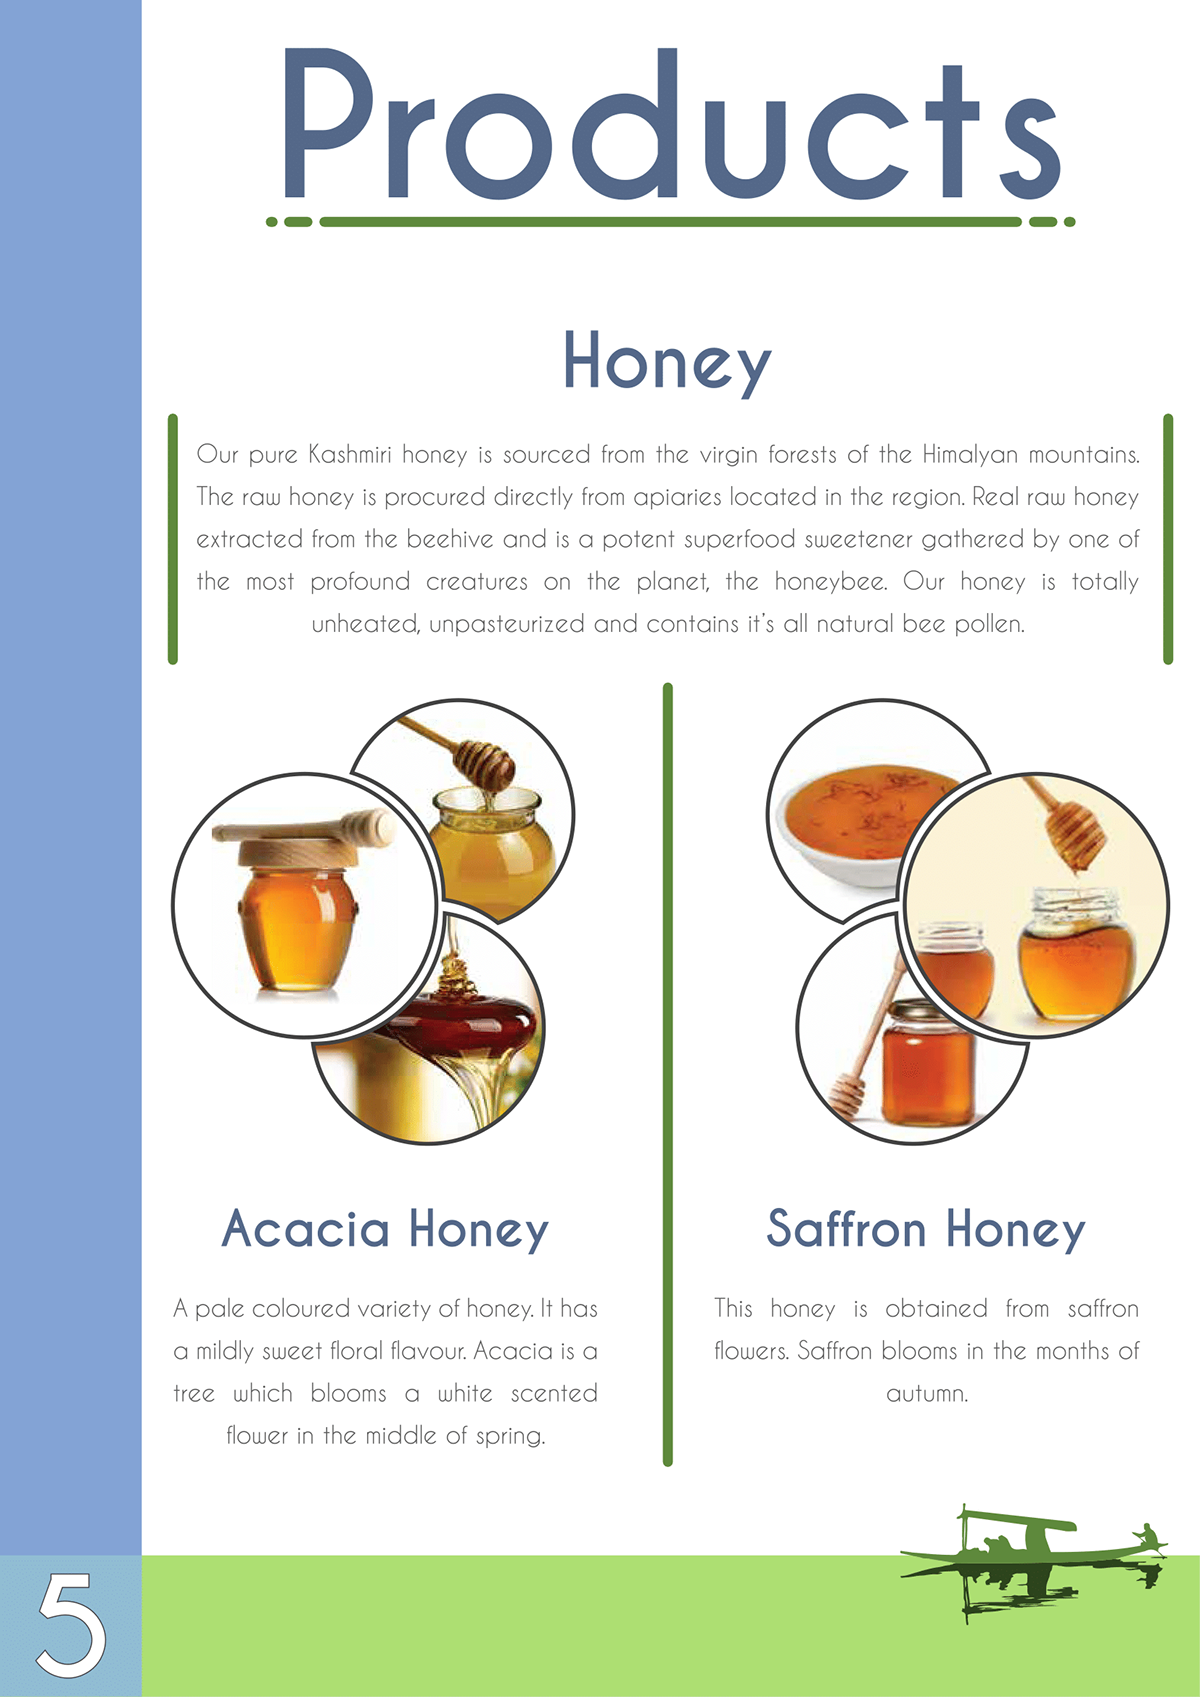 Products
Honey
Our pure Kashmiri honey is sourced from the virgin forests of the Himalyan mountains.
The raw honey is procured directly from apiaries located in the region. Real raw honey
extracted from the beehive and is a potent superfood sweetener gathered by one of
the most profound creatures on the planet, the honeybee. Our honey is totally
unheated, unpasteurized and contains it's all natural bee pollen.
Acacia Honey
A pale coloured variety of honey. It has
a mildly sweet floral flavour. Acacia is a
tree which blooms a white scented
flower in the middle of spring.
Saffron Honey
This honey is obtained from saffron
flowers. Saffron blooms in the months of
autumn.
5